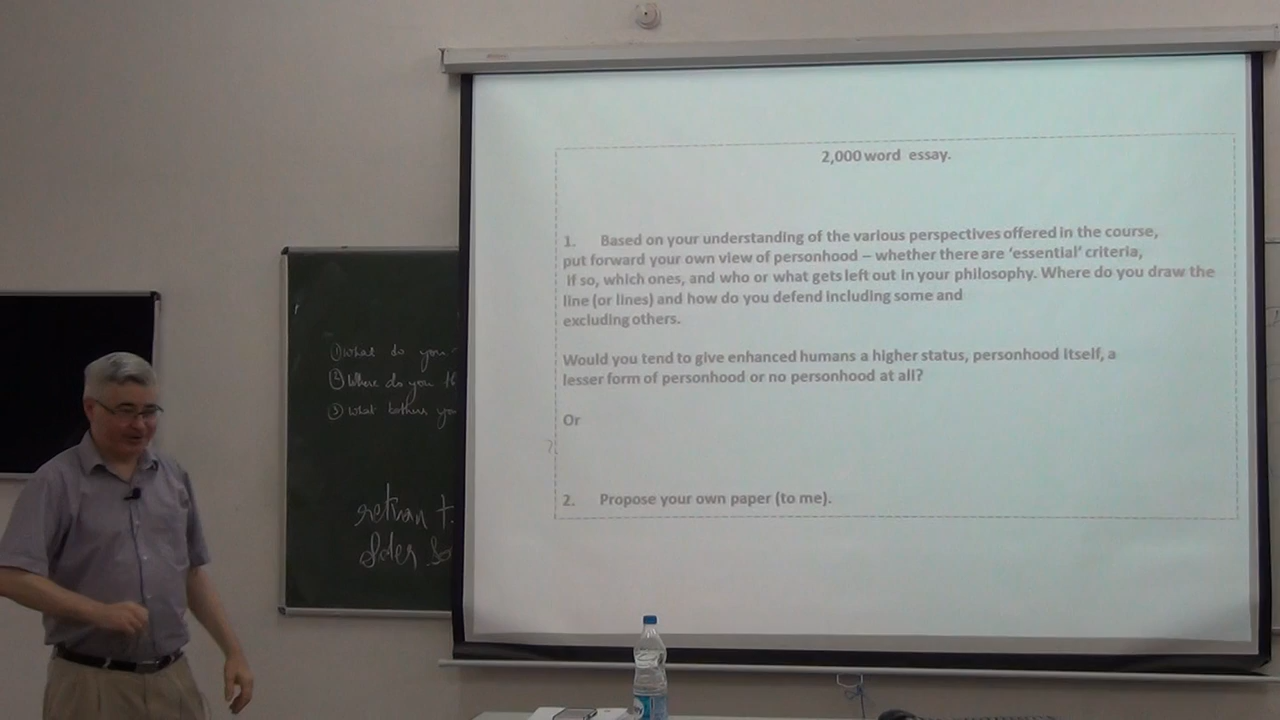 2,000 word essay.
1. Based on your understanding of the various perspectives offered in the course,
put forward your own view of personhood – whether there are ‘essential’ criteria,
If so, which ones, and who or what gets left out in your philosophy. Where do you draw the
line (or lines) and how do you defend including some and
excluding others.
Would you tend to give enhanced humans a higher status, personhood itself, a
lesser form of personhood or no personhood at all?
Or
2. Propose your own paper (to me).
① What do you
② Where do you
③ What bothers
return